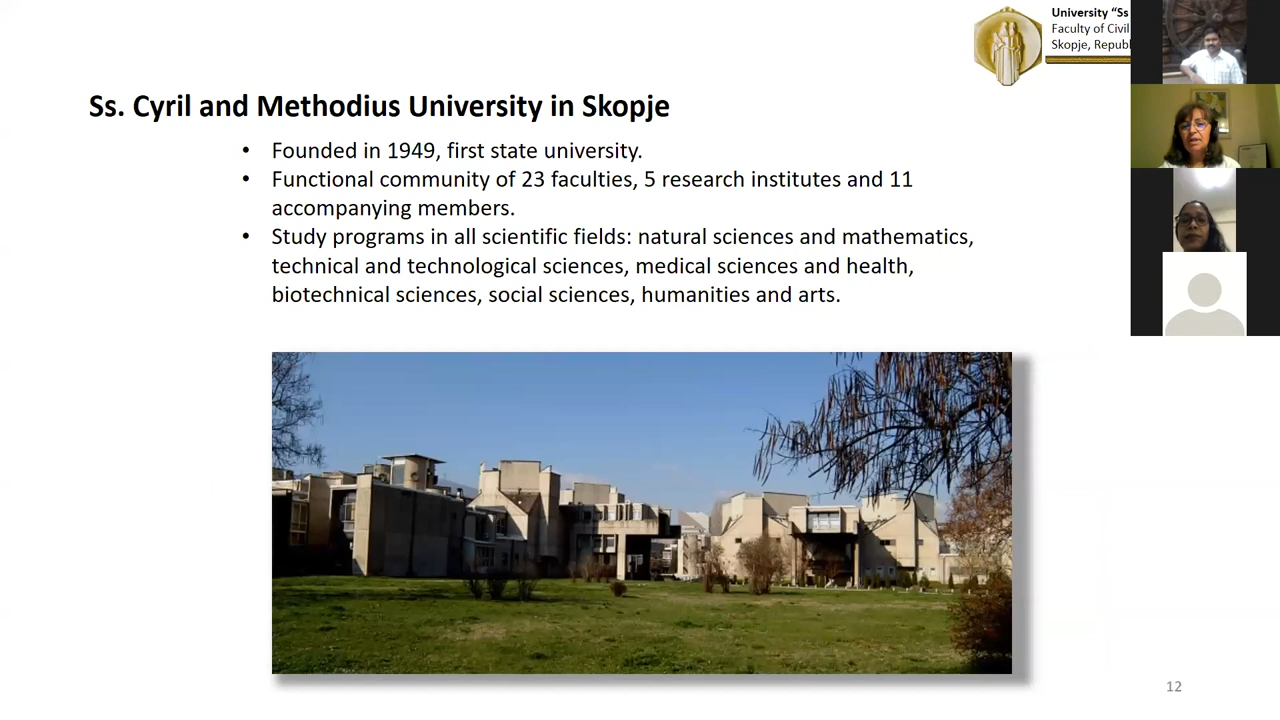 University “Ss
Faculty of Civil
Skopje, Republ
Ss. Cyril and Methodius University in Skopje
• Founded in 1949, first state university.
• Functional community of 23 faculties, 5 research institutes and 11
accompanying members.
• Study programs in all scientific fields: natural sciences and mathematics,
technical and technological sciences, medical sciences and health,
biotechnical sciences, social sciences, humanities and arts.
12